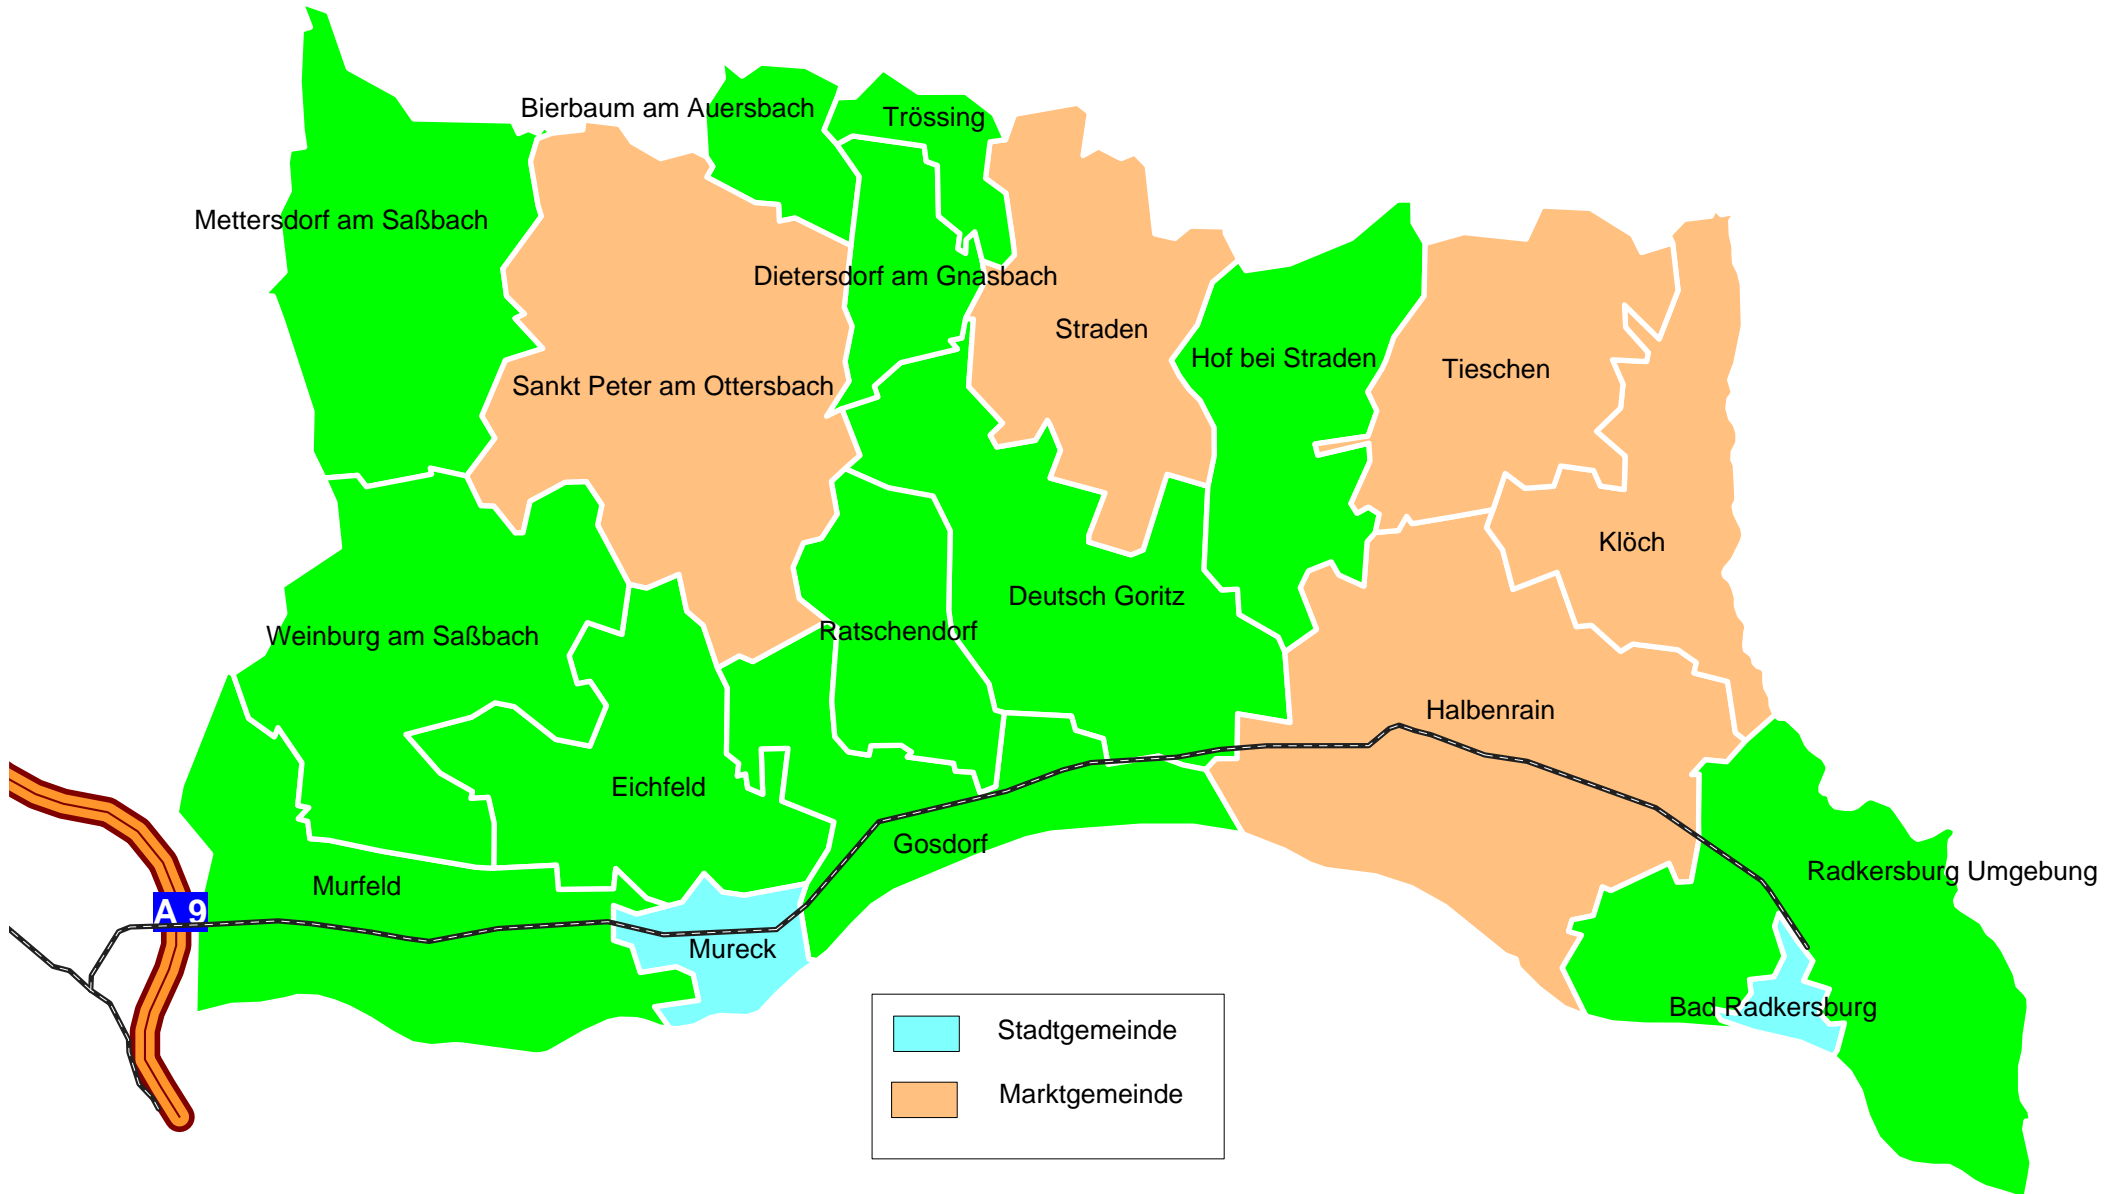 Bierbaum am Auersbach
Trössing
Mettersdorf am Saßbach
Dietersdorf am Gnasbach
Straden
Hof bei Straden
Tieschen
Sankt Peter am Ottersbach
Klöch
Deutsch Goritz
Ratschendorf
Weinburg am Saßbach
Halbenrain
Eichfeld
Gosdorf
Radkersburg Umgebung
Murfeld
A 9
Mureck
Bad Radkersburg
Stadtgemeinde
Marktgemeinde